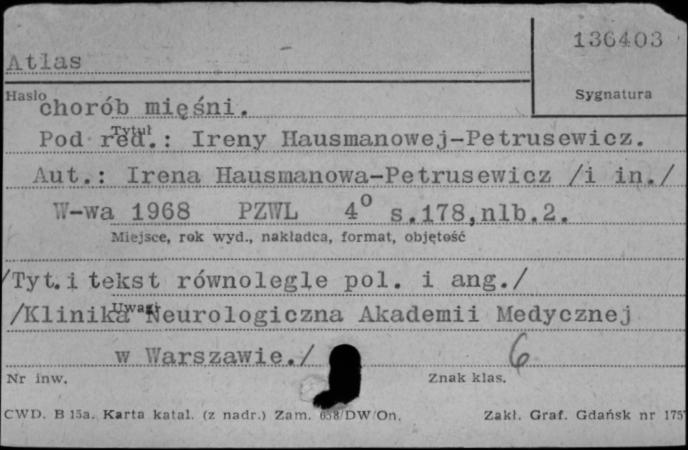 136403
Atlas
Sygnatura
Hasło
chorób mięśni.
Tytuł
Pod red.: Ireny Hausmanowej-Petrusewicz.
Aut.: Irena Hausmanowa-Petrusewicz /i in./
W-wa 1968 PZWL 4° s.178,nlb.2.
Miejsce, rok wyd., nakładca, format, objętość
/Tyt.i tekst równolegle pol. i ang./
Uwagi
/Klinika Neurologiczna Akademii Medycznej
w Warszawie./
6
Nr inw.
Znak klas.
CWD. B 15a. Karta katal. (z nadr.) Zam. 658/DW/On.
Zakł. Graf. Gdańsk nr 175